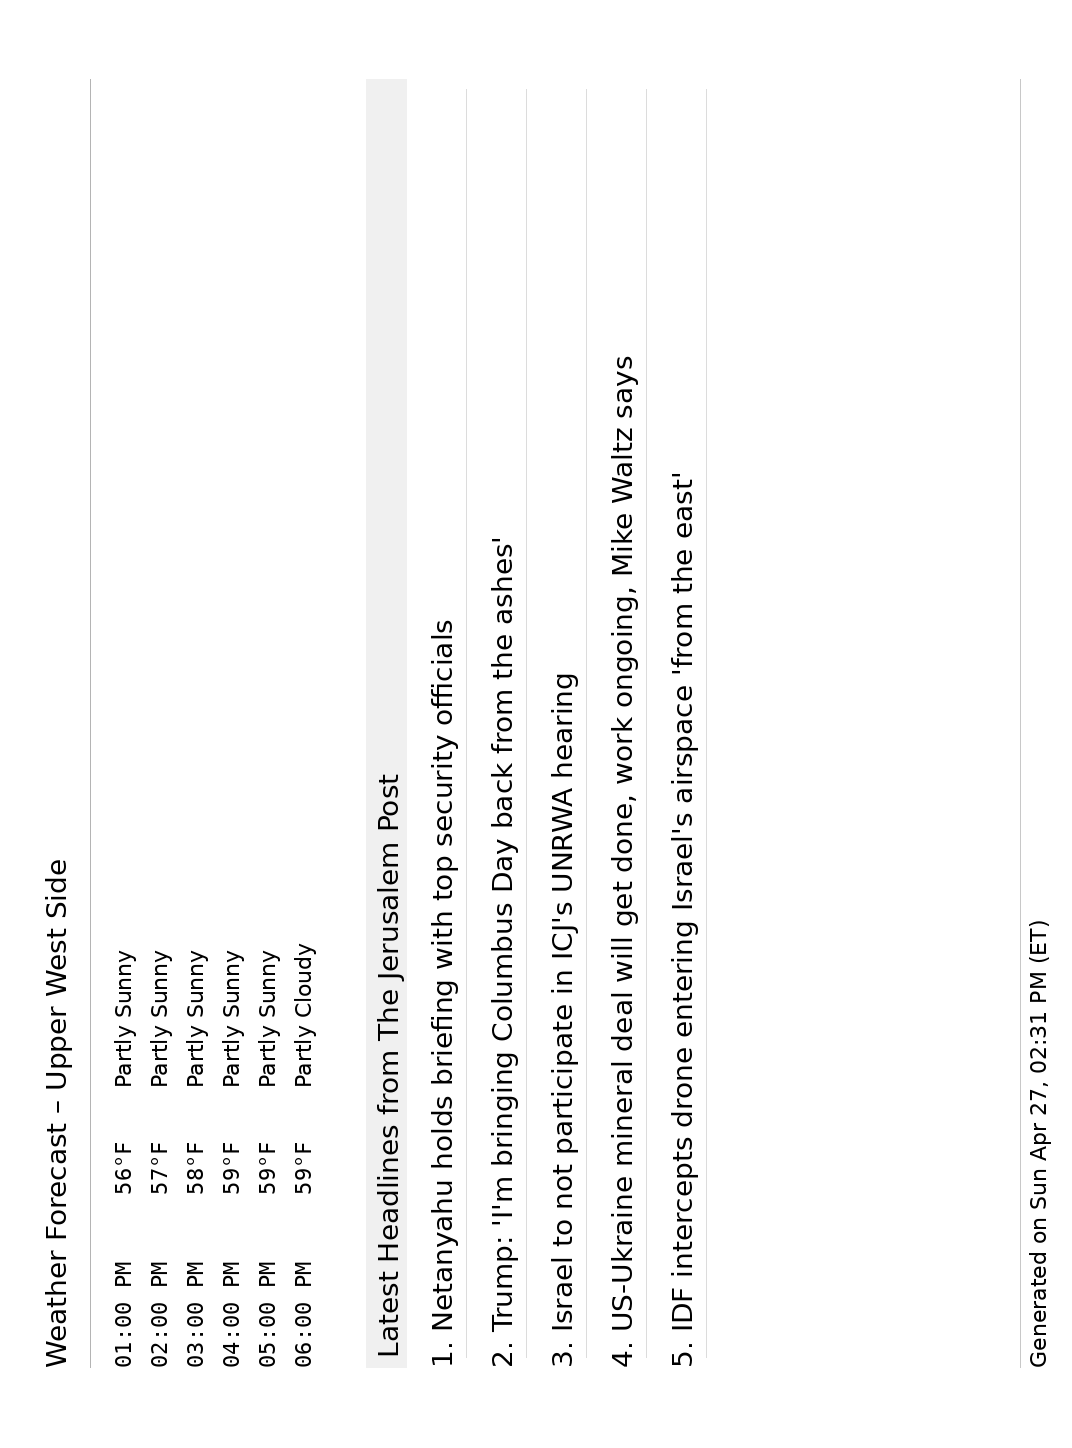 Weather Forecast – Upper West Side
01:00 PM 56°F Partly Sunny
02:00 PM 57°F Partly Sunny
03:00 PM 58°F Partly Sunny
04:00 PM 59°F Partly Sunny
05:00 PM 59°F Partly Sunny
06:00 PM 59°F Partly Cloudy
Latest Headlines from The Jerusalem Post
1. Netanyahu holds briefing with top security officials
2. Trump: 'I'm bringing Columbus Day back from the ashes'
3. Israel to not participate in ICJ's UNRWA hearing
4. US-Ukraine mineral deal will get done, work ongoing, Mike Waltz says
5. IDF intercepts drone entering Israel's airspace 'from the east'
Generated on Sun Apr 27, 02:31 PM (ET)